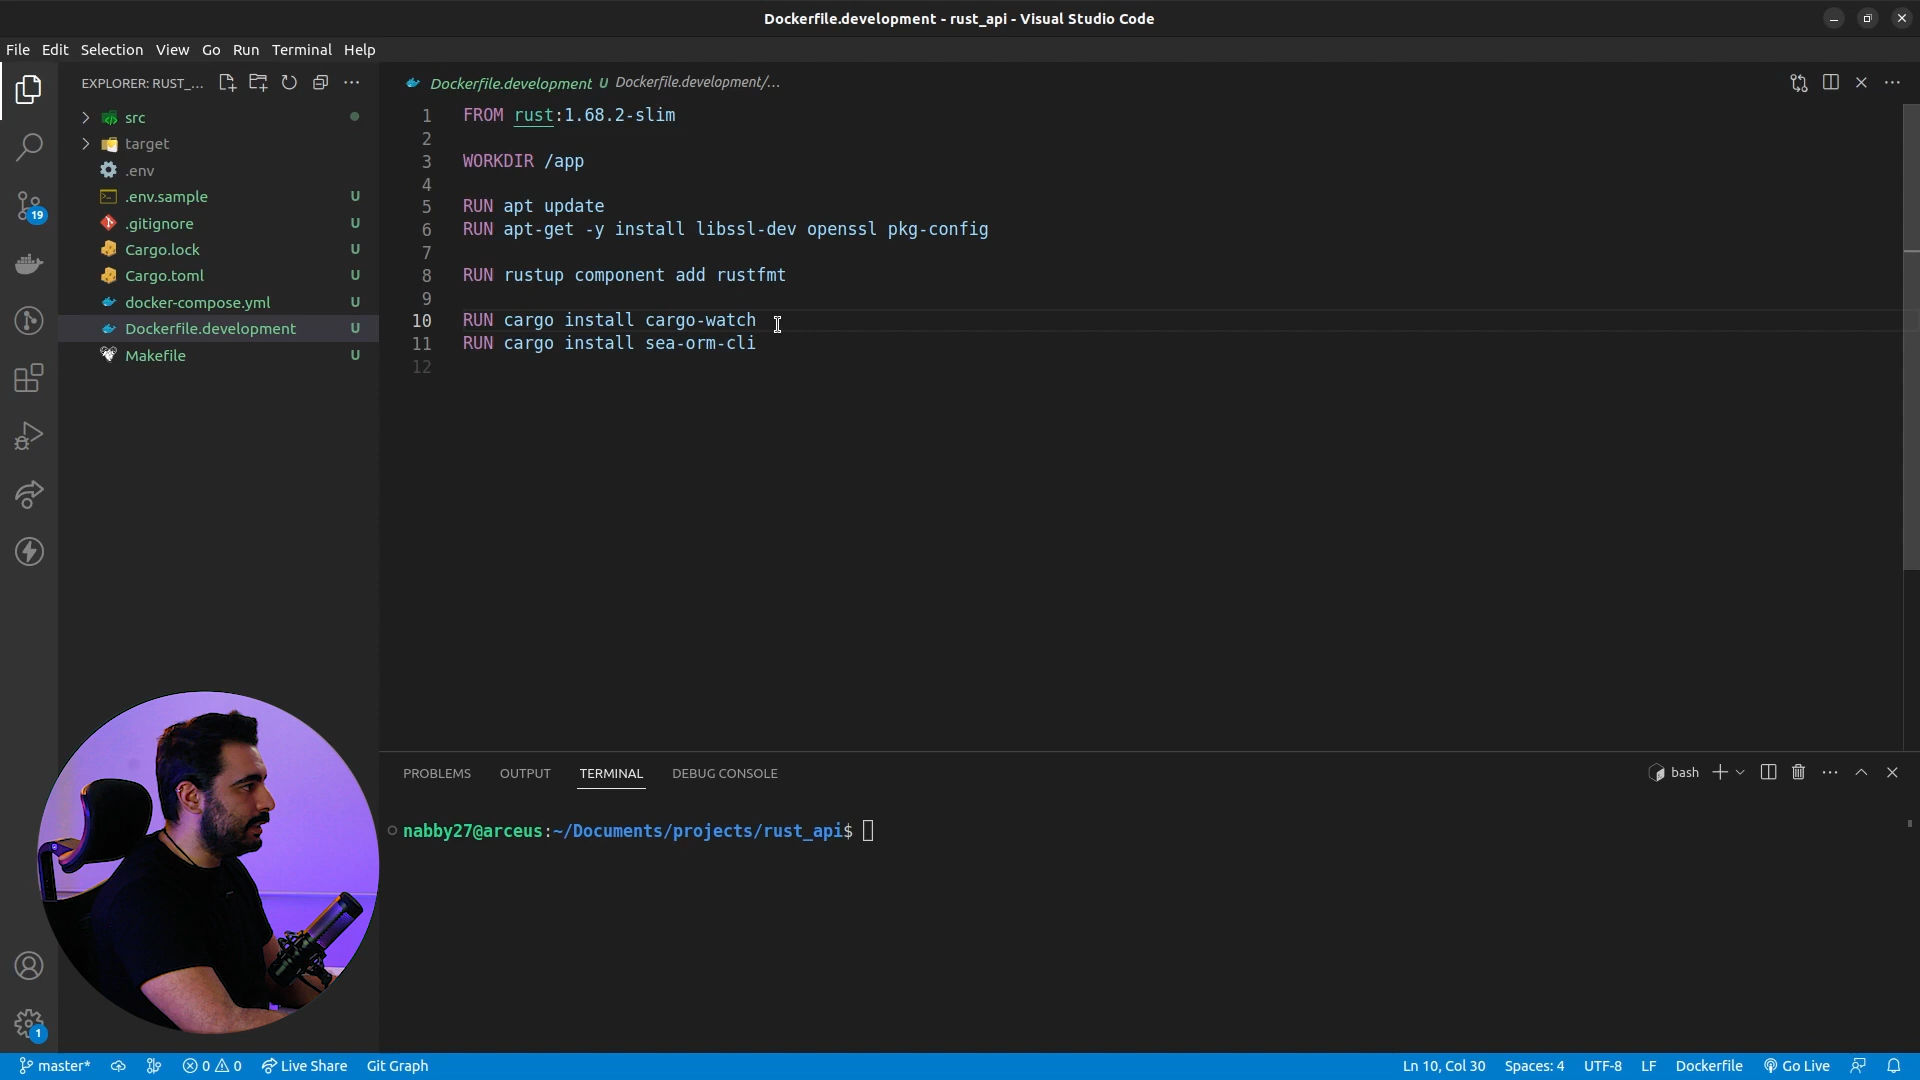 Dockerfile.development - rust_api - Visual Studio Code
File Edit Selection View Go Run Terminal Help
EXPLORER: RUST_...
Dockerfile.development U Dockerfile.development/...
src
target
.env
.env.sample U
.gitignore U
Cargo.lock U
Cargo.toml U
docker-compose.yml U
Dockerfile.development U
Makefile U
19
1 FROM rust:1.68.2-slim
2
3 WORKDIR /app
4
5 RUN apt update
6 RUN apt-get -y install libssl-dev openssl pkg-config
7
8 RUN rustup component add rustfmt
9
10 RUN cargo install cargo-watch
11 RUN cargo install sea-orm-cli
12
PROBLEMS OUTPUT TERMINAL DEBUG CONSOLE
bash
nabby27@arceus:~/Documents/projects/rust_api$
1
master* 0 0 Live Share Git Graph
Ln 10, Col 30 Spaces: 4 UTF-8 LF Dockerfile Go Live